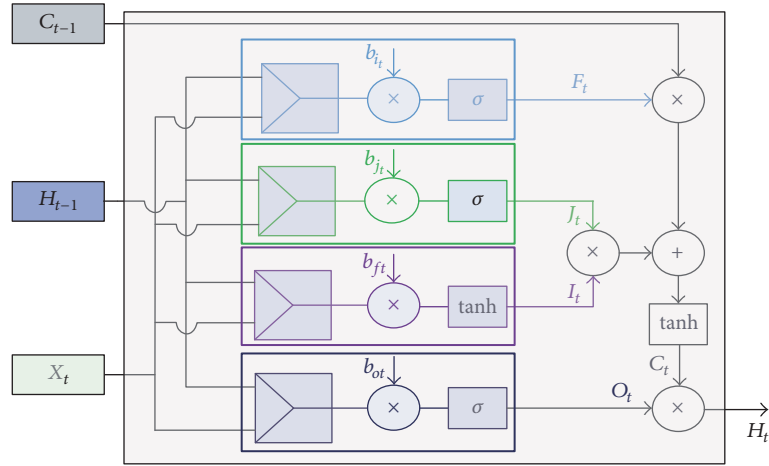 C_{t−1}
b_{i_t}
× σ F_t ×
b_{j_t}
H_{t−1} × σ J_t
× +
b_{ft}
× tanh I_t
tanh
X_t b_{ot} C_t
× σ O_t ×
H_t